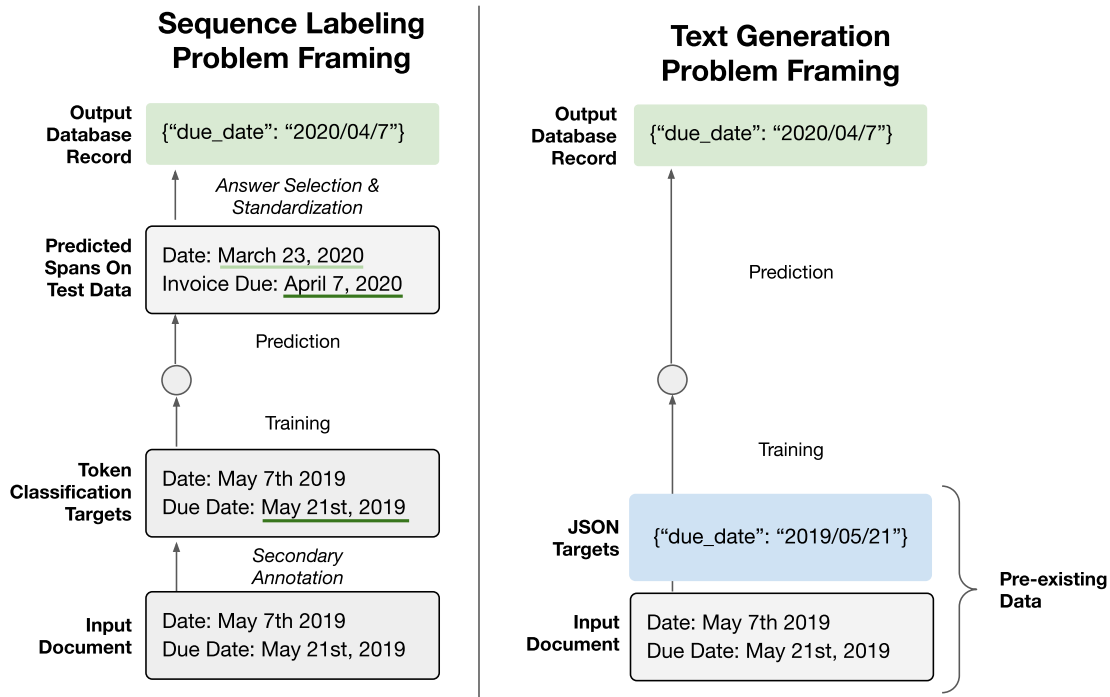 Sequence Labeling
Problem Framing
Output
Database
Record
{“due_date”: “2020/04/7”}
Answer Selection &
Standardization
Predicted
Spans On
Test Data
Date: March 23, 2020
Invoice Due: April 7, 2020
Prediction
Training
Token
Classification
Targets
Date: May 7th 2019
Due Date: May 21st, 2019
Secondary
Annotation
Input
Document
Date: May 7th 2019
Due Date: May 21st, 2019
Text Generation
Problem Framing
Output
Database
Record
{“due_date”: “2020/04/7”}
Prediction
Training
JSON
Targets
{“due_date”: “2019/05/21”}
Input
Document
Date: May 7th 2019
Due Date: May 21st, 2019
Pre-existing
Data